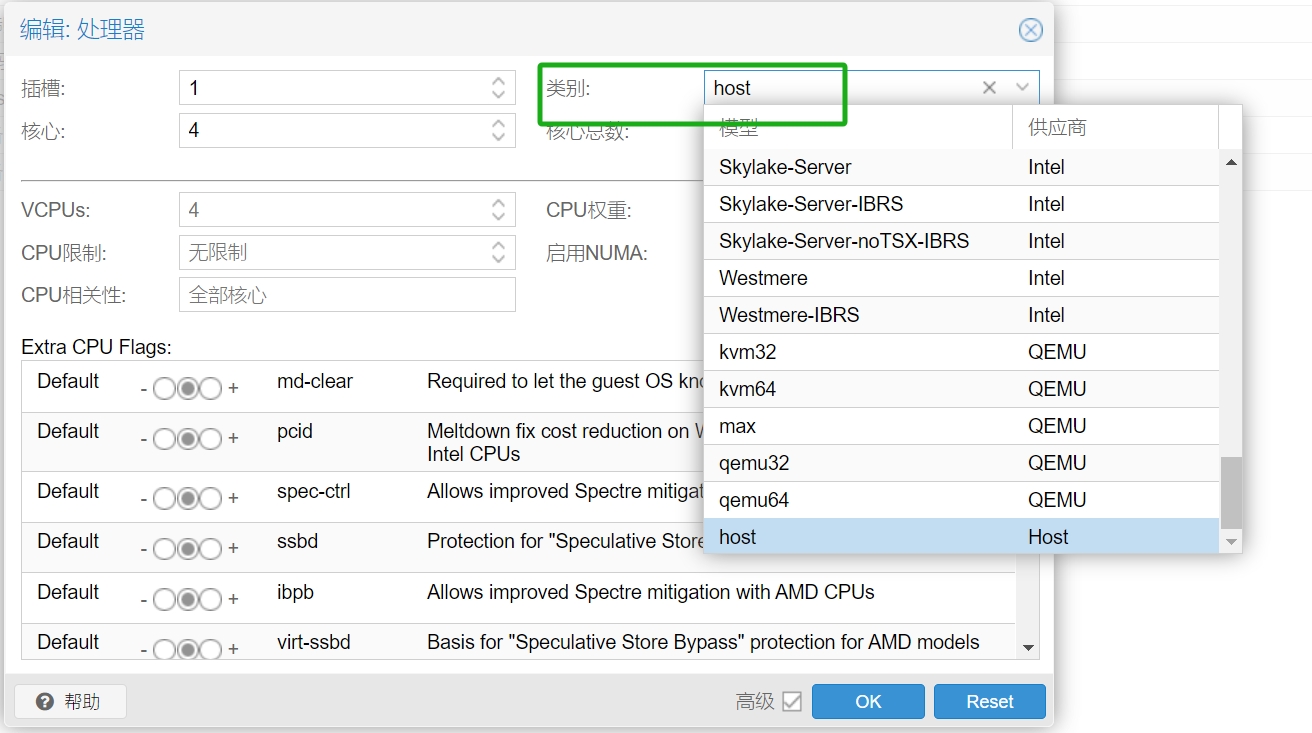 编辑: 处理器
插槽: 1 类别: host
核心: 4 核心总数:
模型 供应商
Skylake-Server Intel
Skylake-Server-IBRS Intel
Skylake-Server-noTSX-IBRS Intel
Westmere Intel
Westmere-IBRS Intel
kvm32 QEMU
kvm64 QEMU
max QEMU
qemu32 QEMU
qemu64 QEMU
host Host
VCPUs: 4 CPU权重:
CPU限制: 无限制 启用NUMA:
CPU相关性: 全部核心
Extra CPU Flags:
Default - + md-clear Required to let the guest OS
Default - + pcid Meltdown fix cost reduction on
Intel CPUs
Default - + spec-ctrl Allows improved Spectre
Default - + ssbd Protection for "Speculative Store
Default - + ibpb Allows improved Spectre mitigation with AMD CPUs
Default - + virt-ssbd Basis for "Speculative Store Bypass" protection for AMD models
帮助 高级 OK Reset